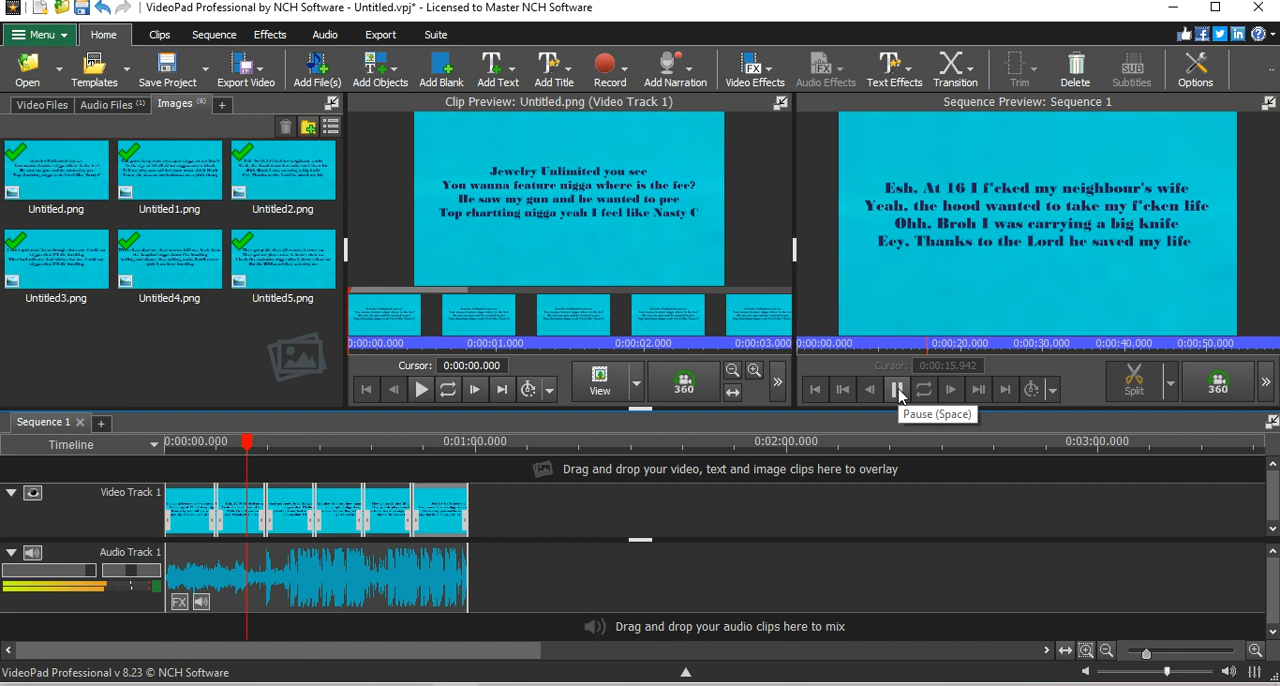 VideoPad Professional by NCH Software - Untitled.vpj* - Licensed to Master NCH Software
Menu Home Clips Sequence Effects Audio Export Suite
Open Templates Save Project Export Video Add File(s) Add Objects Add Blank Add Text Add Title Record Add Narration Video Effects Audio Effects Text Effects Transition Trim Delete Subtitles Options
Video Files Audio Files (1) Images (6) +
Clip Preview: Untitled.png (Video Track 1)
Sequence Preview: Sequence 1
Untitled.png Untitled1.png Untitled2.png
Untitled3.png Untitled4.png Untitled5.png
Jewelry Unlimited you see
You wanna feature nigga where is the fee?
He saw my gun and he wanted to pee
Top chartting nigga yeah I feel like Nasty C
Esh, At 16 I f*cked my neighbour's wife
Yeah, the hood wanted to take my f*cken life
Ohh, Broh I was carrying a big knife
Eey, Thanks to the Lord he saved my life
0:00:00.000 0:00:01.000 0:00:02.000 0:00:03.000
0:00:00.000 0:00:20.000 0:00:30.000 0:00:40.000 0:00:50.000
Cursor: 0:00:00.000
Cursor: 0:00:15.942
View 360
Split 360
Pause (Space)
Sequence 1
Timeline 0:00:00.000 0:01:00.000 0:02:00.000 0:03:00.000
Drag and drop your video, text and image clips here to overlay
Video Track 1
Audio Track 1
FX
Drag and drop your audio clips here to mix
VideoPad Professional v 8.23 © NCH Software